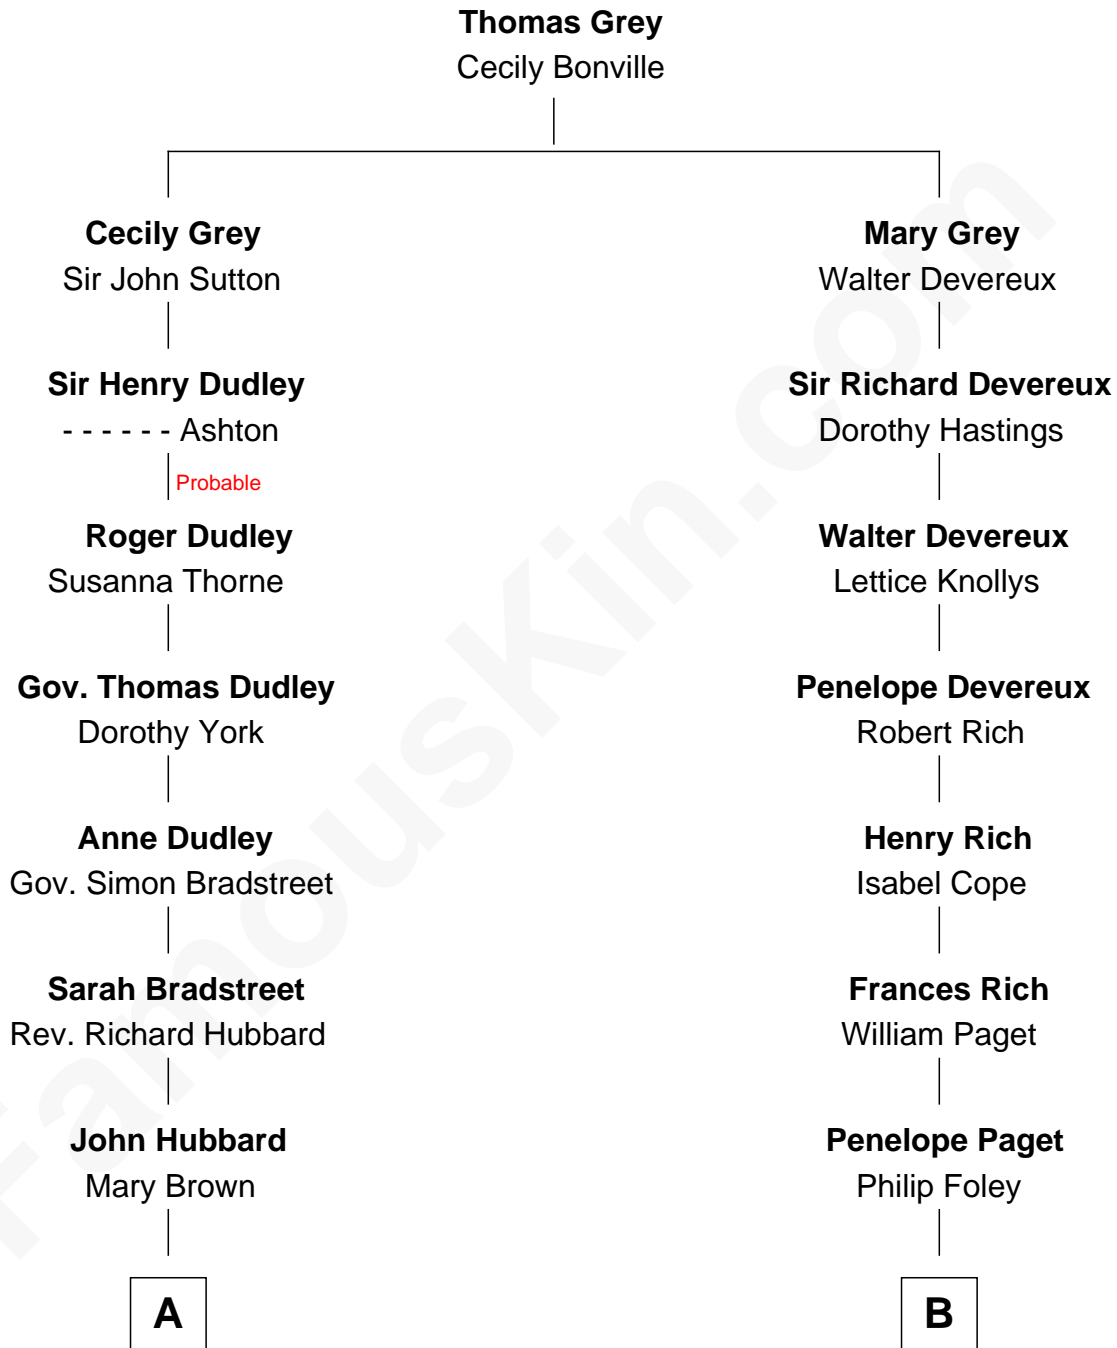 Thomas Grey
Cecily Bonville
Cecily Grey
Sir John Sutton
Mary Grey
Walter Devereux
Sir Henry Dudley
- - - - - - Ashton
Sir Richard Devereux
Dorothy Hastings
Probable
Roger Dudley
Susanna Thorne
Walter Devereux
Lettice Knollys
Gov. Thomas Dudley
Dorothy York
Penelope Devereux
Robert Rich
Anne Dudley
Gov. Simon Bradstreet
Henry Rich
Isabel Cope
Sarah Bradstreet
Rev. Richard Hubbard
Frances Rich
William Paget
John Hubbard
Mary Brown
Penelope Paget
Philip Foley
A
B
FamousKin.com